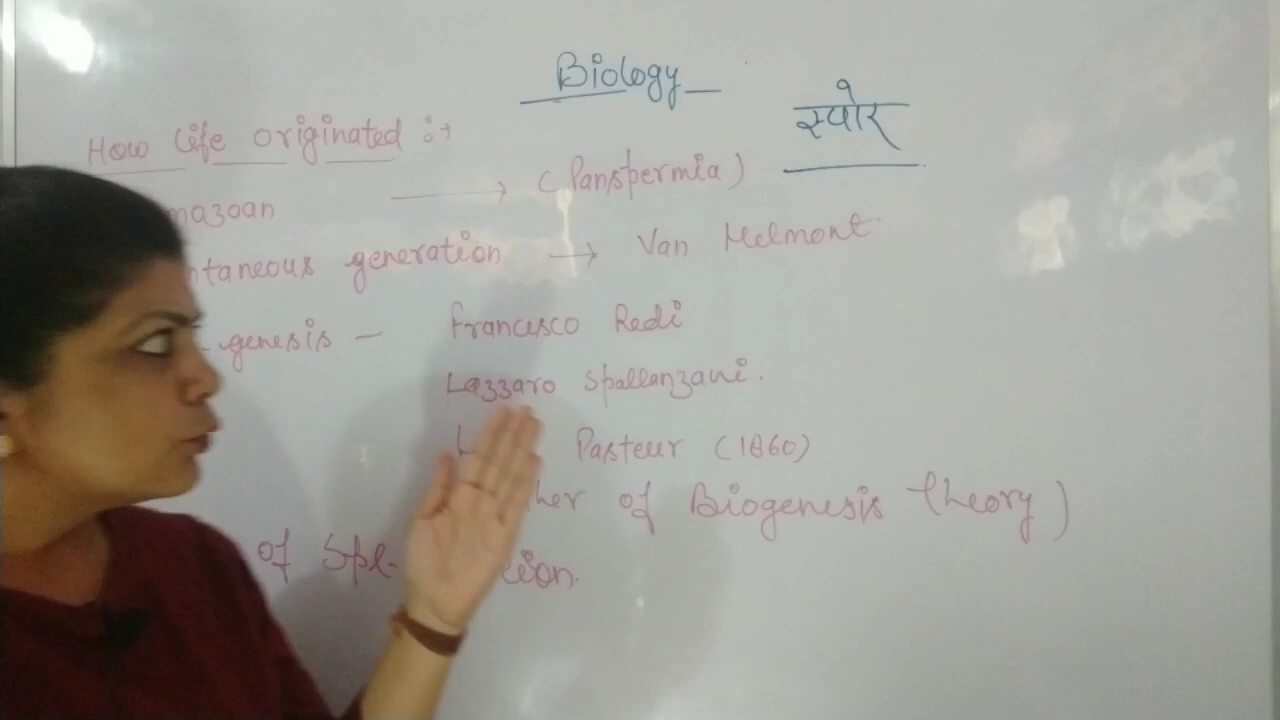 Biology
स्पोर
How life originated :→
mazoan → (Panspermia)
ntaneous generation → Van Helmont
genesis - Francesco Redi
Lazzaro Spallanzani.
Pasteur (1860)
her of Biogenesis theory)
of Spl.